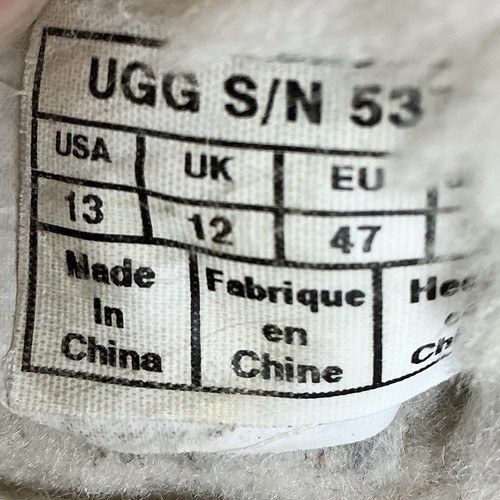 UGG S/N 53
USA UK EU
13 12 47
Made Fabrique
In en
China Chine